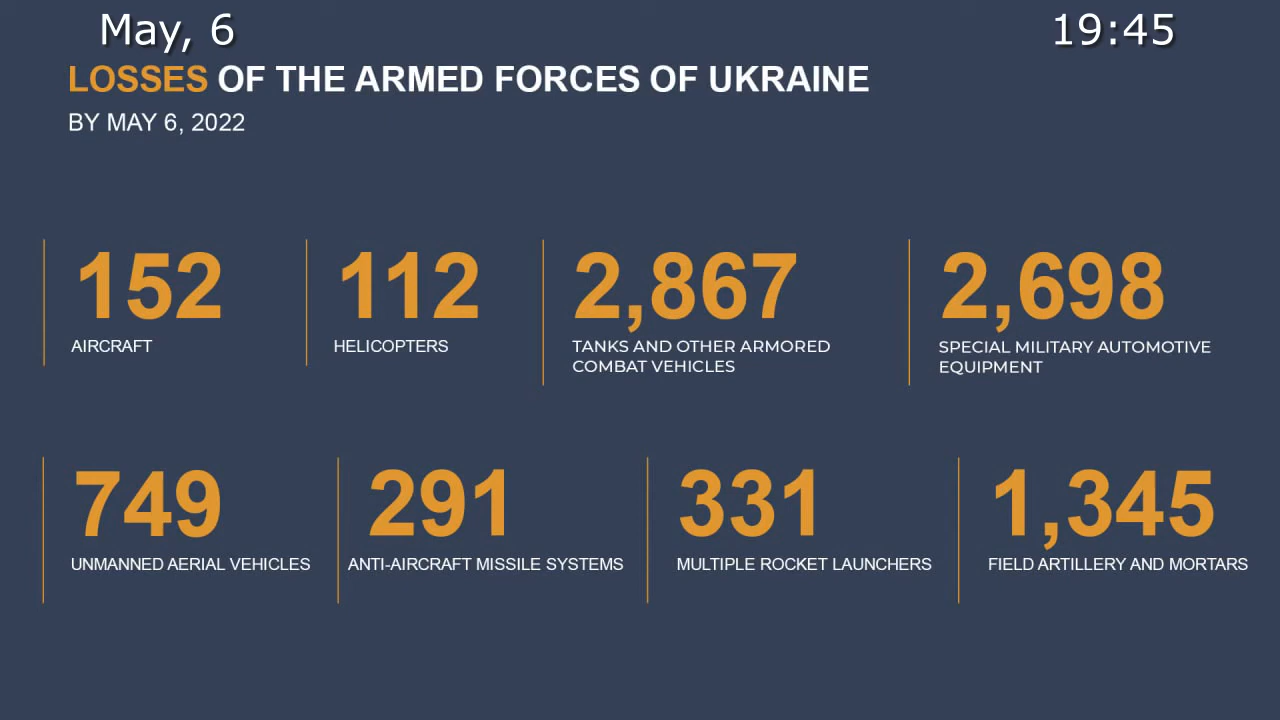 May, 6
19:45
LOSSES OF THE ARMED FORCES OF UKRAINE
BY MAY 6, 2022
152
AIRCRAFT
112
HELICOPTERS
2,867
TANKS AND OTHER ARMORED
COMBAT VEHICLES
2,698
SPECIAL MILITARY AUTOMOTIVE
EQUIPMENT
749
UNMANNED AERIAL VEHICLES
291
ANTI-AIRCRAFT MISSILE SYSTEMS
331
MULTIPLE ROCKET LAUNCHERS
1,345
FIELD ARTILLERY AND MORTARS